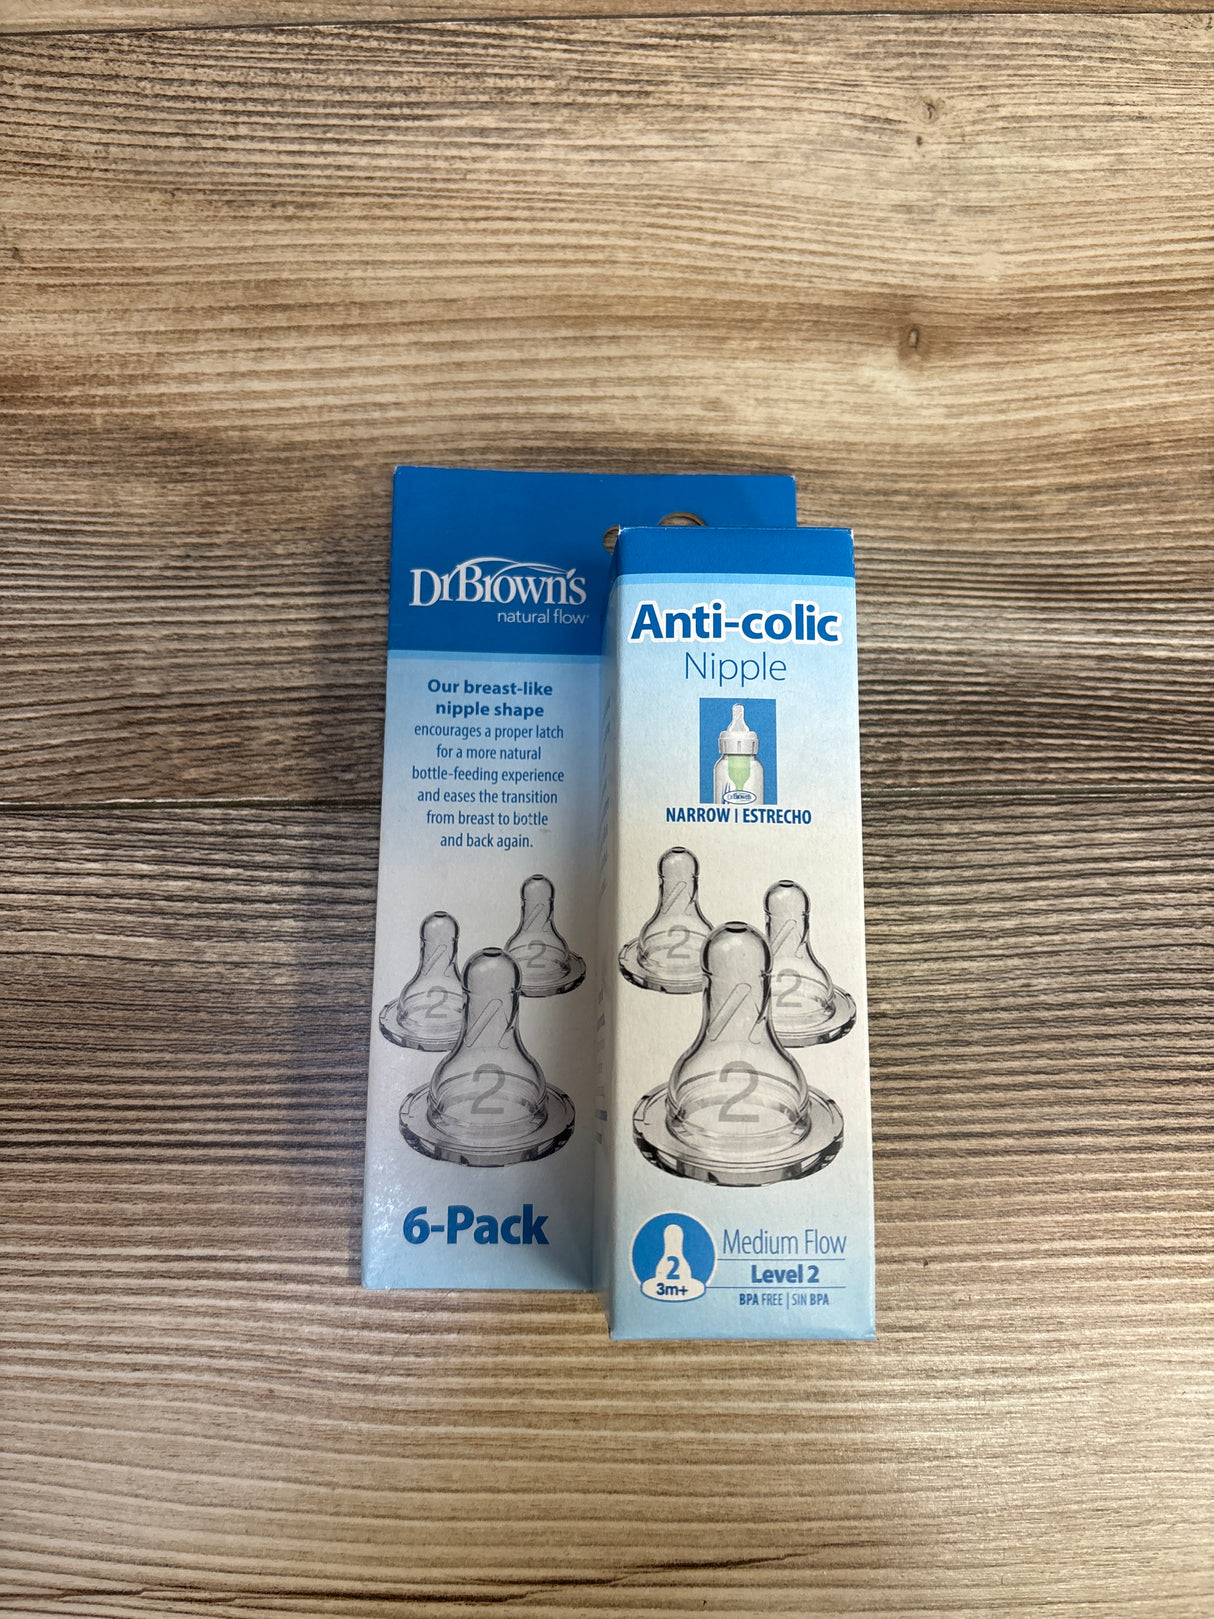 Dr Brown's
natural flow
Our breast-like
nipple shape
encourages a proper latch
for a more natural
bottle-feeding experience
and eases the transition
from breast to bottle
and back again.
2
2
2
6-Pack
Anti-colic
Nipple
DrBrown's
NARROW | ESTRECHO
2
2
2
2
3m+
Medium Flow
Level 2
BPA FREE | SIN BPA